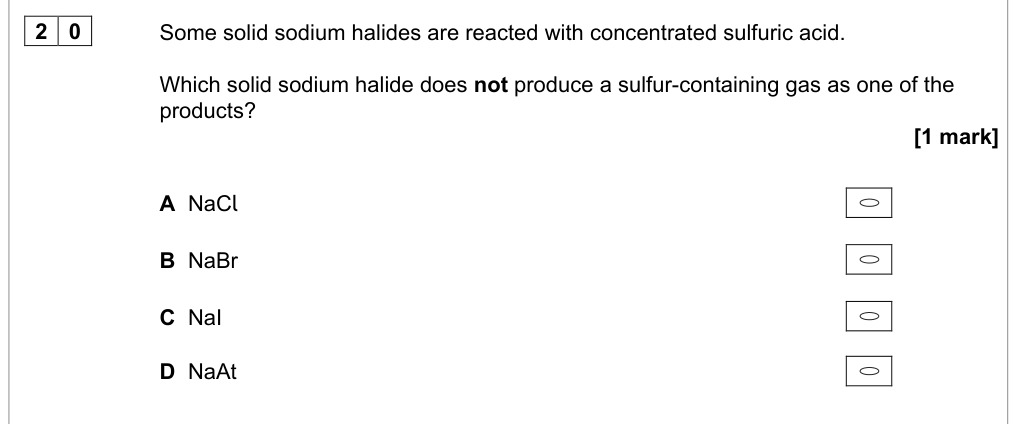 2 0 Some solid sodium halides are reacted with concentrated sulfuric acid.
Which solid sodium halide does not produce a sulfur-containing gas as one of the
products?
[1 mark]
A NaCl
B NaBr
C NaI
D NaAt